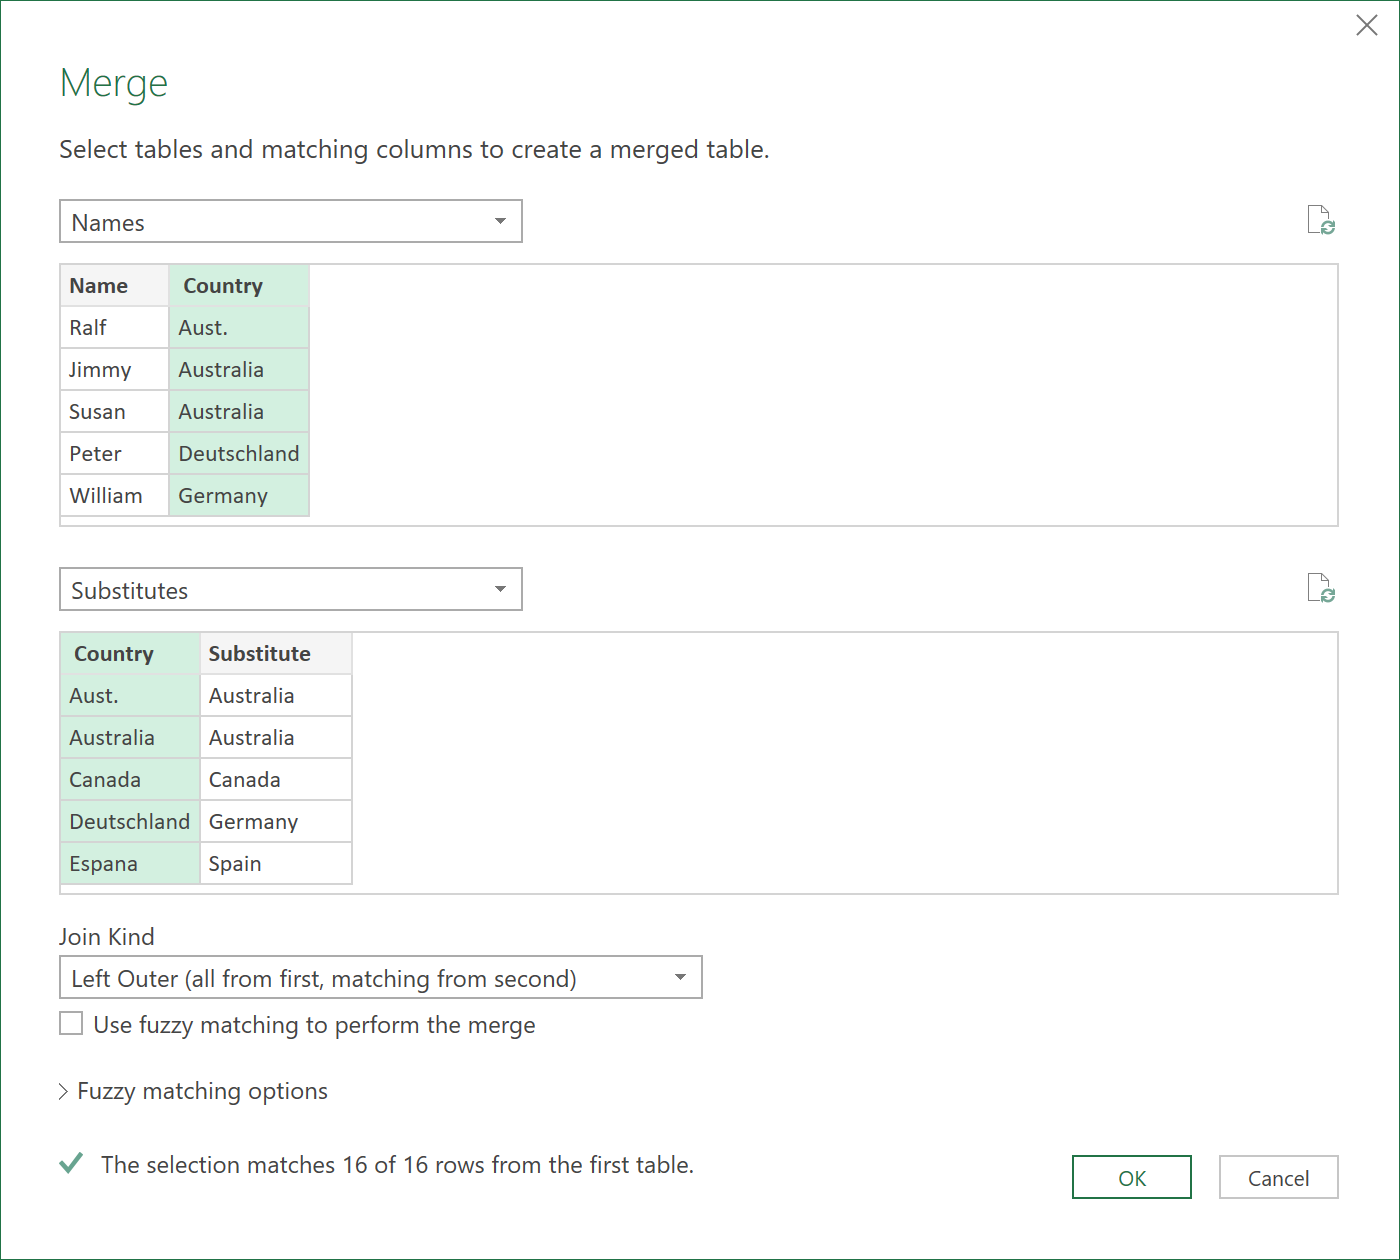 Merge
Select tables and matching columns to create a merged table.
Names
Name Country
Ralf Aust.
Jimmy Australia
Susan Australia
Peter Deutschland
William Germany
Substitutes
Country Substitute
Aust. Australia
Australia Australia
Canada Canada
Deutschland Germany
Espana Spain
Join Kind
Left Outer (all from first, matching from second)
Use fuzzy matching to perform the merge
Fuzzy matching options
The selection matches 16 of 16 rows from the first table.
OK Cancel